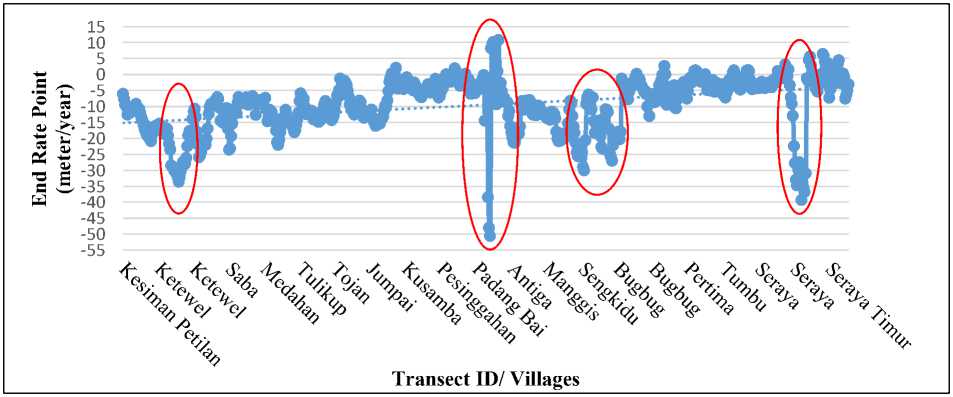 End Rate Point
(meter/year)
15
10
5
0
-5
-10
-15
-20
-25
-30
-35
-40
-45
-50
-55
Kesiman Petilan
Ketewel
Ketewel
Saba
Medahan
Tulikup
Tojan
Jumpai
Kusamba
Pesinggahan
Padang Bai
Antiga
Manggis
Sengkidu
Bugbug
Bugbug
Pertima
Tumbu
Seraya
Seraya
Seraya Timur
Transect ID/ Villages